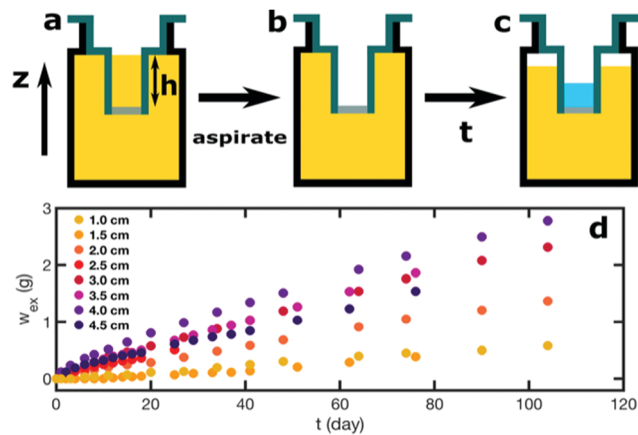 a
b
c
z
h
aspirate
t
d
3
2
1
0
w_ex (g)
1.0 cm
1.5 cm
2.0 cm
2.5 cm
3.0 cm
3.5 cm
4.0 cm
4.5 cm
0 20 40 60 80 100 120
t (day)